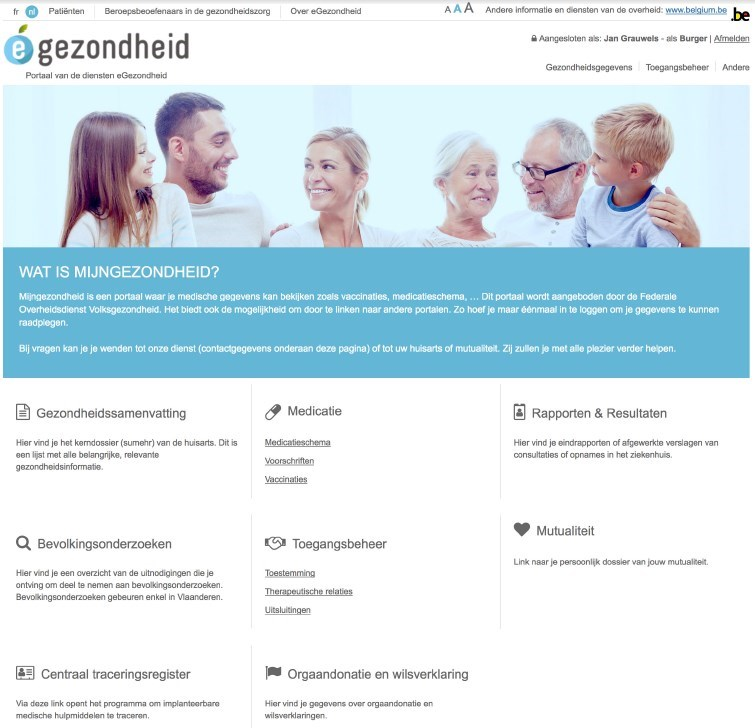 fr nl Patiënten Beroepsbeoefenaars in de gezondheidszorg Over eGezondheid A A A Andere informatie en diensten van de overheid: www.belgium.be .be
e gezondheid
Portaal van de diensten eGezondheid
Aangesloten als: Jan Grauwels - als Burger | Afmelden
Gezondheidsgegevens Toegangsbeheer Andere
WAT IS MIJNGEZONDHEID?
Mijngezondheid is een portaal waar je medische gegevens kan bekijken zoals vaccinaties, medicatieschema, … Dit portaal wordt aangeboden door de Federale
Overheidsdienst Volksgezondheid. Het biedt ook de mogelijkheid om door te linken naar andere portalen. Zo hoef je maar éénmaal in te loggen om je gegevens te kunnen
raadplegen.
Bij vragen kan je je wenden tot onze dienst (contactgegevens onderaan deze pagina) of tot uw huisarts of mutualiteit. Zij zullen je met alle plezier verder helpen.
Gezondheidssamenvatting
Hier vind je het kerndossier (sumehr) van de huisarts. Dit is
een lijst met alle belangrijke, relevante
gezondheidsinformatie.
Medicatie
Medicatieschema
Voorschriften
Vaccinaties
Rapporten & Resultaten
Hier vind je eindrapporten of afgewerkte verslagen van
consultaties of opnames in het ziekenhuis.
Bevolkingsonderzoeken
Hier vind je een overzicht van de uitnodigingen die je
ontving om deel te nemen aan bevolkingsonderzoeken.
Bevolkingsonderzoeken gebeuren enkel in Vlaanderen.
Toegangsbeheer
Toestemming
Therapeutische relaties
Uitsluitingen
Mutualiteit
Link naar je persoonlijk dossier van jouw mutualiteit.
Centraal traceringsregister
Via deze link opent het programma om implanteerbare
medische hulpmiddelen te traceren.
Orgaandonatie en wilsverklaring
Hier vind je gegevens over orgaandonatie en
wilsverklaringen.